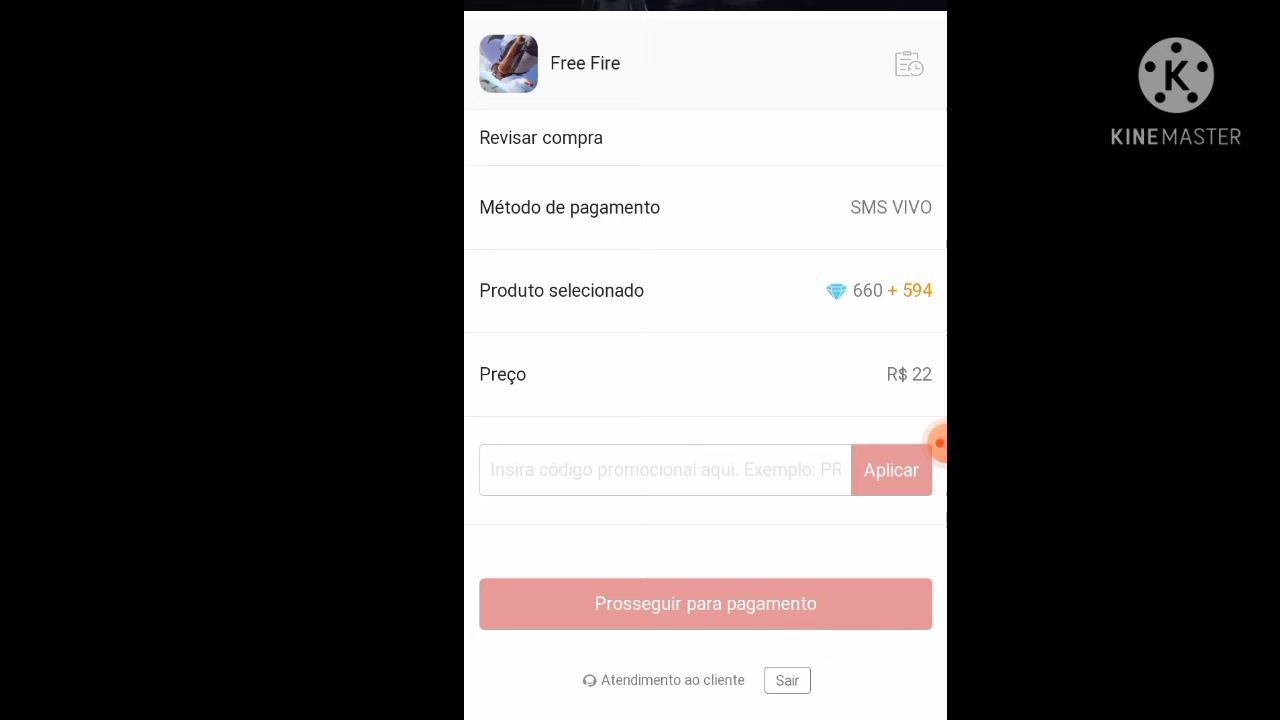 Free Fire
Revisar compra
Método de pagamento SMS VIVO
Produto selecionado 660 + 594
Preço R$ 22
Insira código promocional aqui. Exemplo: PR
Aplicar
Prosseguir para pagamento
Atendimento ao cliente Sair
K
KINEMASTER